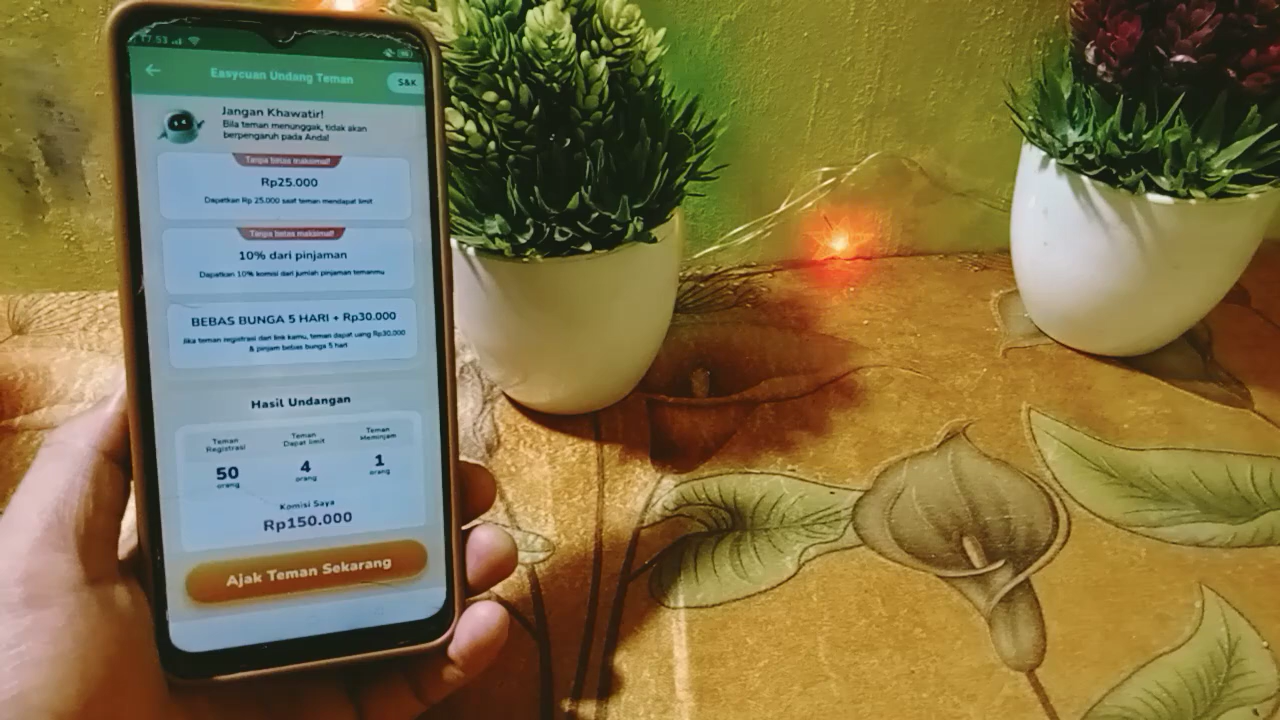 17.53
Easycuan Undang Teman
S&K
Jangan Khawatir!
Bila teman menunggak, tidak akan
berpengaruh pada Anda!
Tanpa batas maksimal!
Rp25.000
Dapatkan Rp 25.000 saat teman mendapat limit
Tanpa batas maksimal!
10% dari pinjaman
Dapatkan 10% komisi dari jumlah pinjaman temanmu
BEBAS BUNGA 5 HARI + Rp30.000
Jika teman registrasi dari link kamu, teman dapat uang Rp30.000
& pinjam bebas bunga 5 hari
Hasil Undangan
Teman
Registrasi
50
orang
Teman
Dapat limit
4
orang
Teman
Meminjam
1
orang
Komisi Saya
Rp150.000
Ajak Teman Sekarang